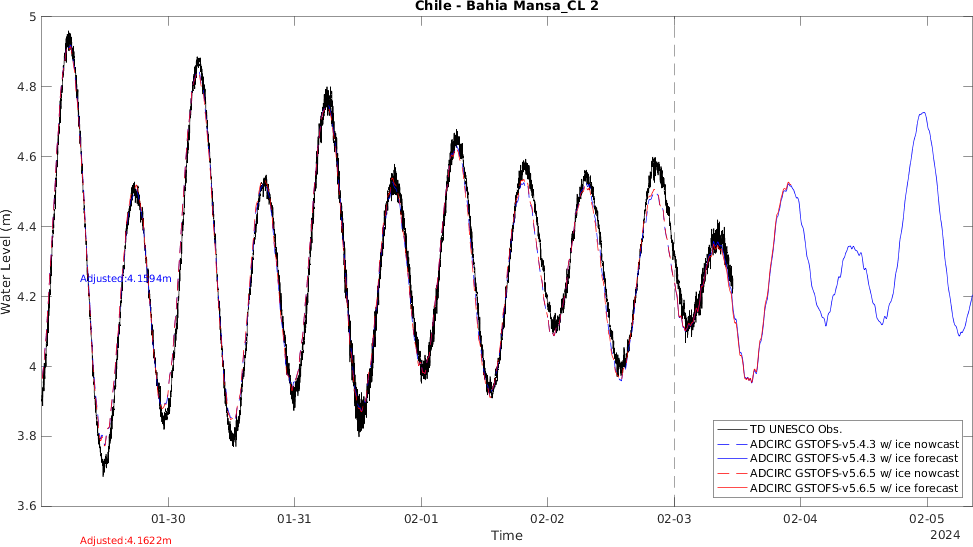 Chile - Bahia Mansa_CL 2
5
4.8
4.6
4.4
4.2
4
3.8
3.6
Water Level (m)
Adjusted:4.1594m
TD UNESCO Obs.
ADCIRC GSTOFS-v5.4.3 w/ ice nowcast
ADCIRC GSTOFS-v5.4.3 w/ ice forecast
ADCIRC GSTOFS-v5.6.5 w/ ice nowcast
ADCIRC GSTOFS-v5.6.5 w/ ice forecast
01-30 01-31 02-01 02-02 02-03 02-04 02-05
Time
2024
Adjusted:4.1622m